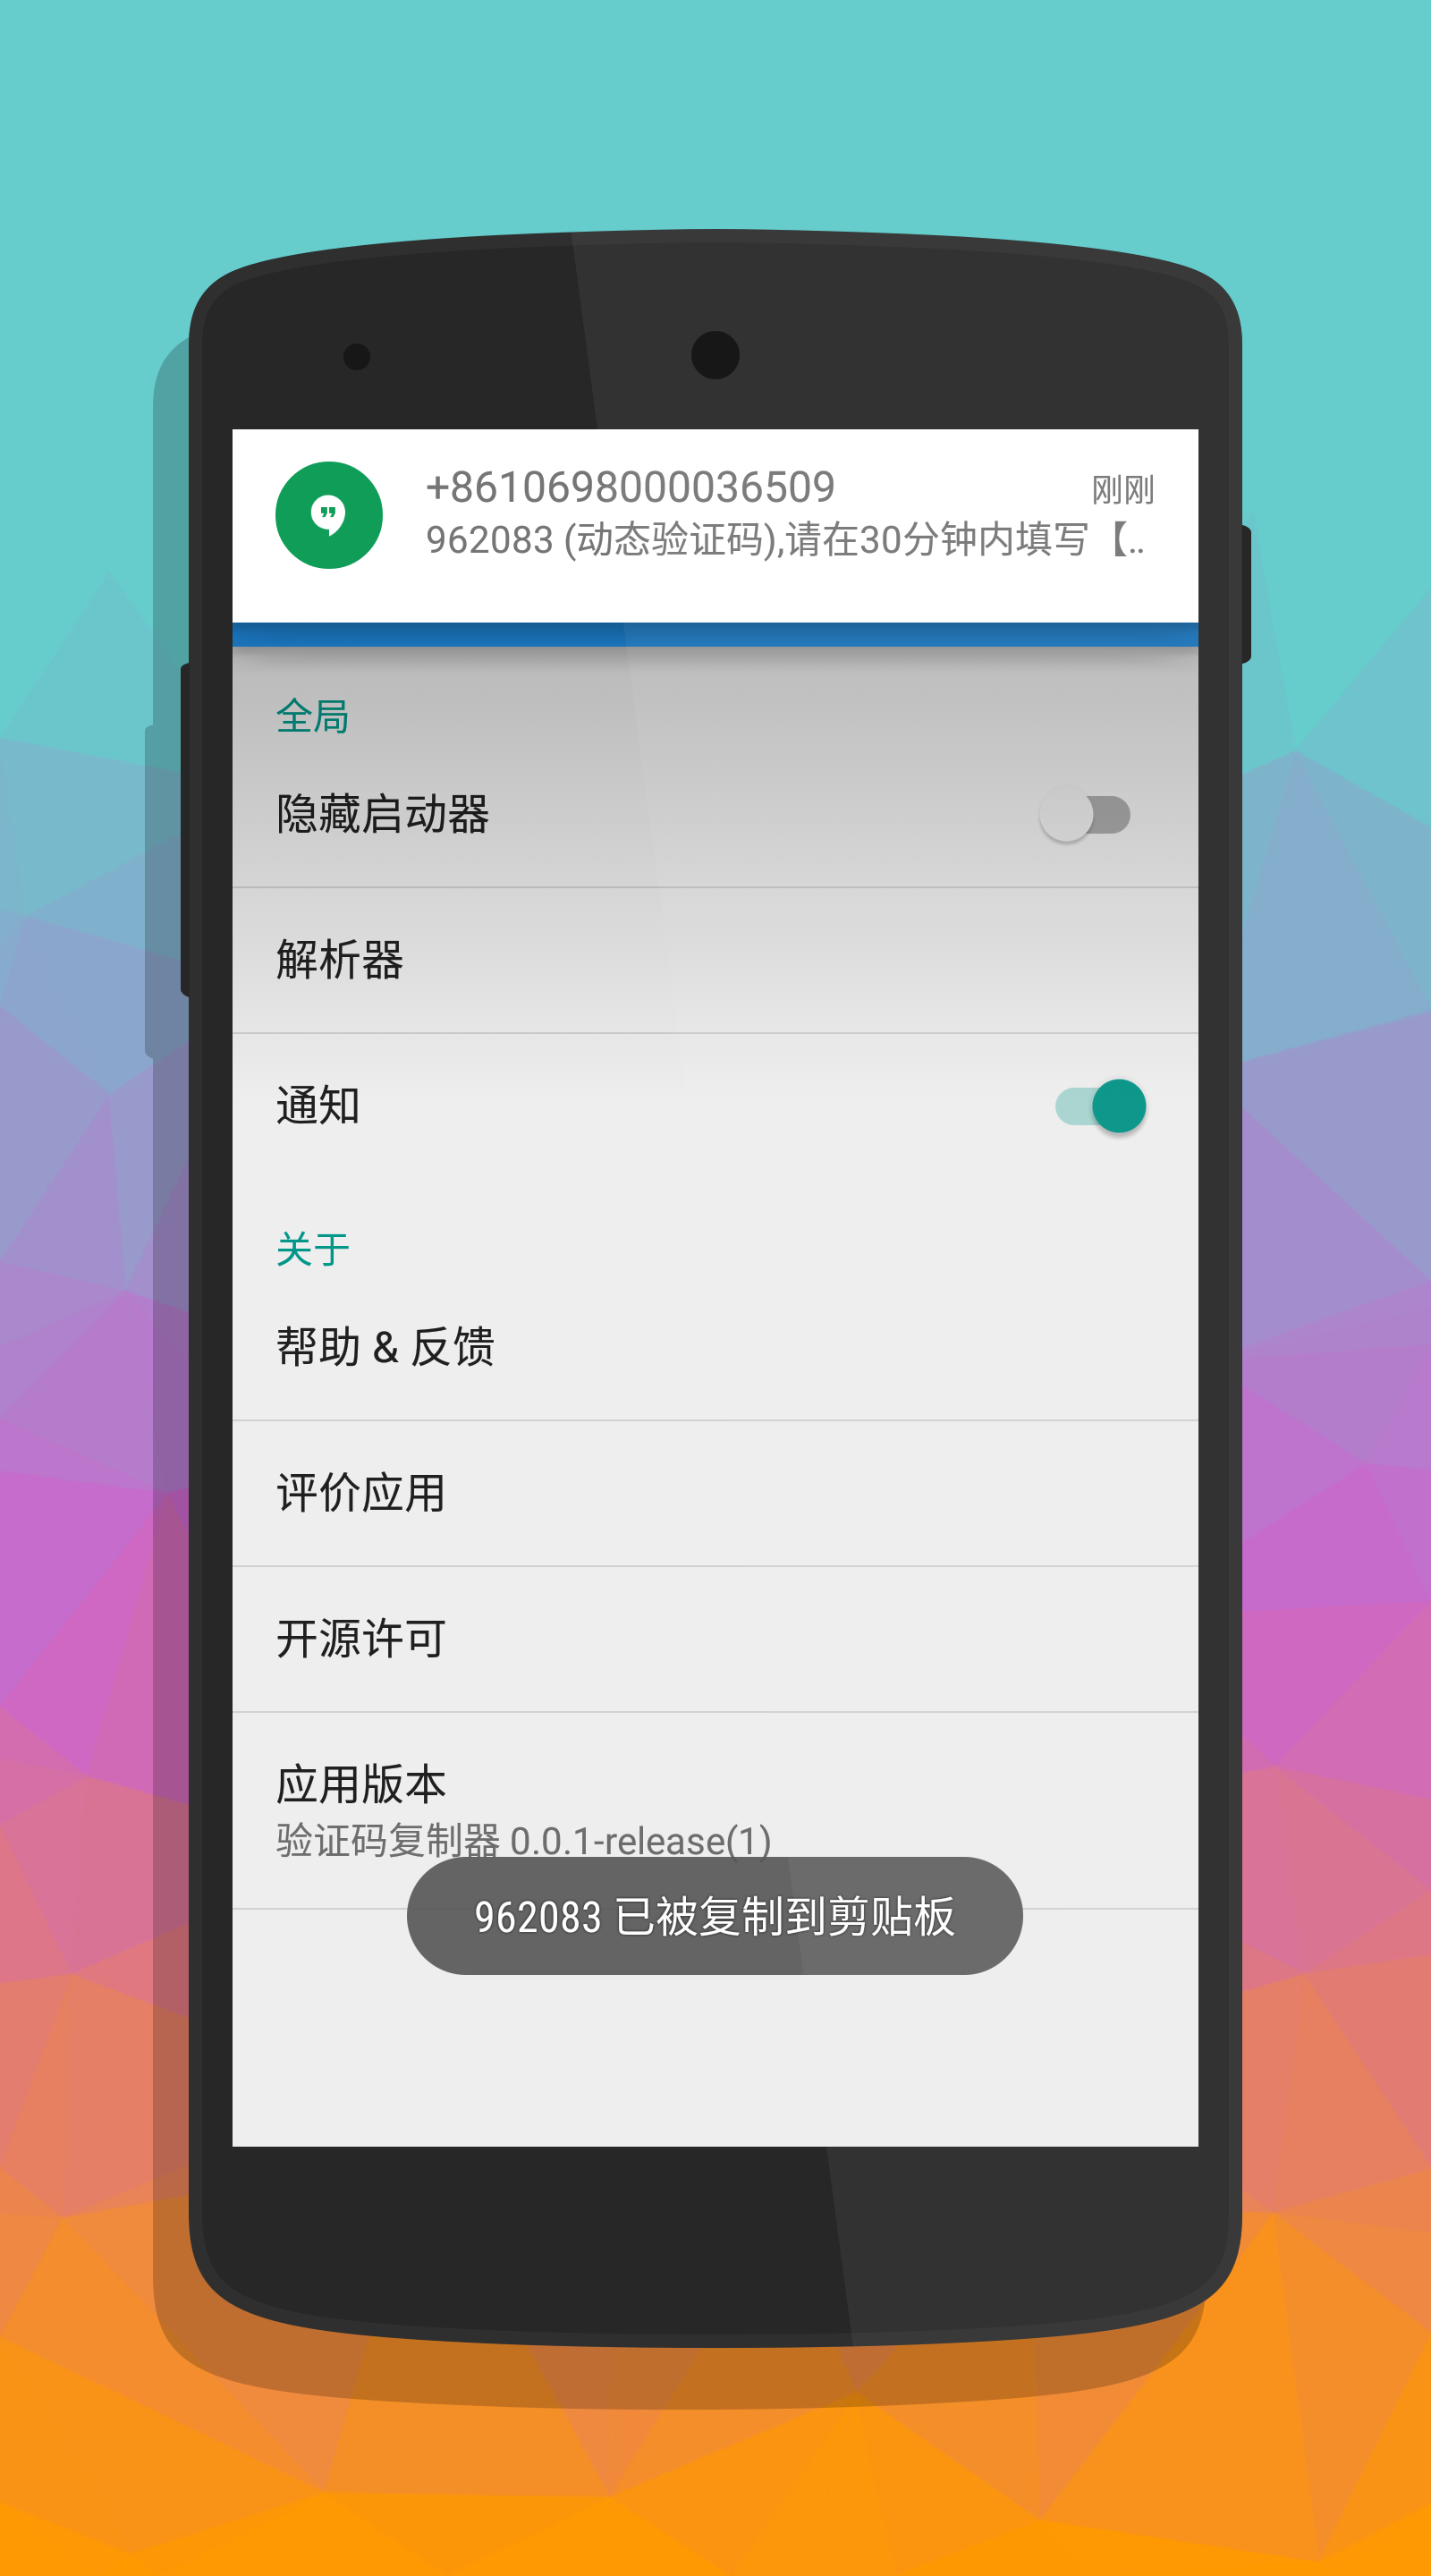 +8610698000036509
刚刚
962083 (动态验证码),请在30分钟内填写【..
全局
隐藏启动器
解析器
通知
关于
帮助 & 反馈
评价应用
开源许可
应用版本
验证码复制器 0.0.1-release(1)
962083 已被复制到剪贴板